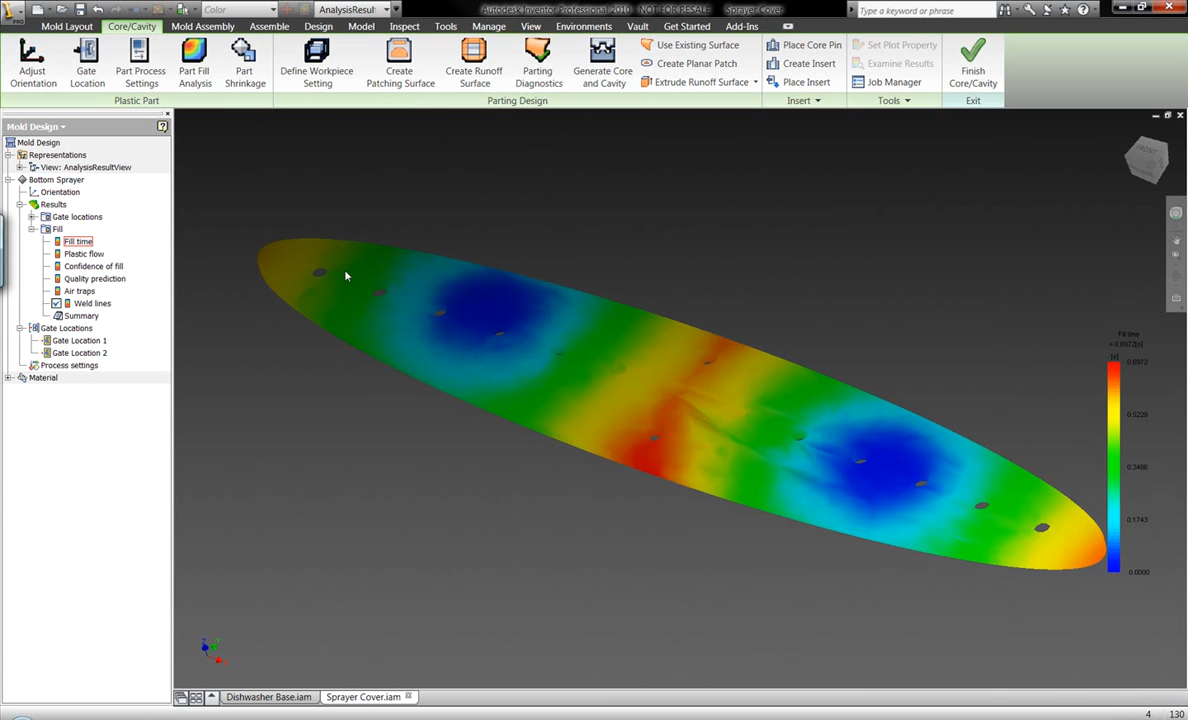 PRO
Color
AnalysisResul
Autodesk Inventor Professional 2010 - NOT FOR RESALE - Sprayer Cover
Type a keyword or phrase
Mold Layout
Core/Cavity
Mold Assembly
Assemble
Design
Model
Inspect
Tools
Manage
View
Environments
Vault
Get Started
Add-Ins
Adjust Orientation
Gate Location
Part Process Settings
Part Fill Analysis
Part Shrinkage
Define Workpiece Setting
Create Patching Surface
Create Runoff Surface
Parting Diagnostics
Generate Core and Cavity
Use Existing Surface
Create Planar Patch
Extrude Runoff Surface
Place Core Pin
Create Insert
Place Insert
Set Plot Property
Examine Results
Job Manager
Finish Core/Cavity
Plastic Part
Parting Design
Insert
Tools
Exit
Mold Design
Mold Design
Representations
View: AnalysisResultView
Bottom Sprayer
Orientation
Results
Gate locations
Fill
Fill time
Plastic flow
Confidence of fill
Quality prediction
Air traps
Weld lines
Summary
Gate Locations
Gate Location 1
Gate Location 2
Process settings
Material
FRONT
Fill time
= 0.6972[s]
[s]
0.6972
0.5229
0.3486
0.1743
0.0000
Dishwasher Base.iam
Sprayer Cover.iam
4
130